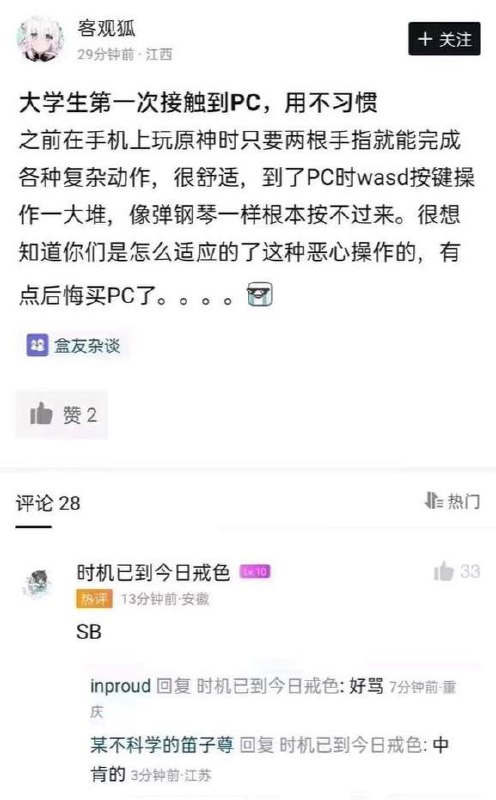 客观狐
29分钟前·江西
+ 关注
大学生第一次接触到PC，用不习惯
之前在手机上玩原神时只要两根手指就能完成
各种复杂动作，很舒适，到了PC时wasd按键操
作一大堆，像弹钢琴一样根本按不过来。很想
知道你们是怎么适应的了这种恶心操作的，有
点后悔买PC了。。。。
盒友杂谈
赞 2
评论 28
热门
时机已到今日戒色 Lv.10
33
热评 13分钟前·安徽
SB
inproud 回复 时机已到今日戒色: 好骂 7分钟前·重
庆
某不科学的笛子尊 回复 时机已到今日戒色: 中
肯的 3分钟前·江苏